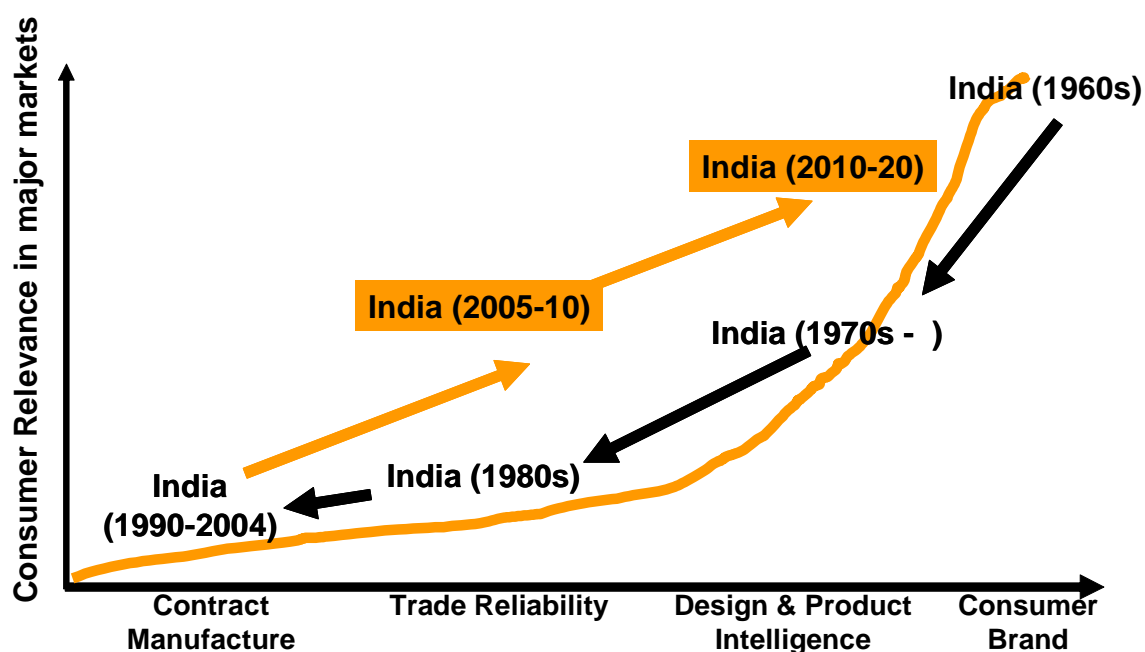 Consumer Relevance in major markets
India (1960s)
India (2010-20)
India (2005-10)
India (1970s -  )
India (1980s)
India
(1990-2004)
Contract
Manufacture
Trade Reliability
Design & Product
Intelligence
Consumer
Brand